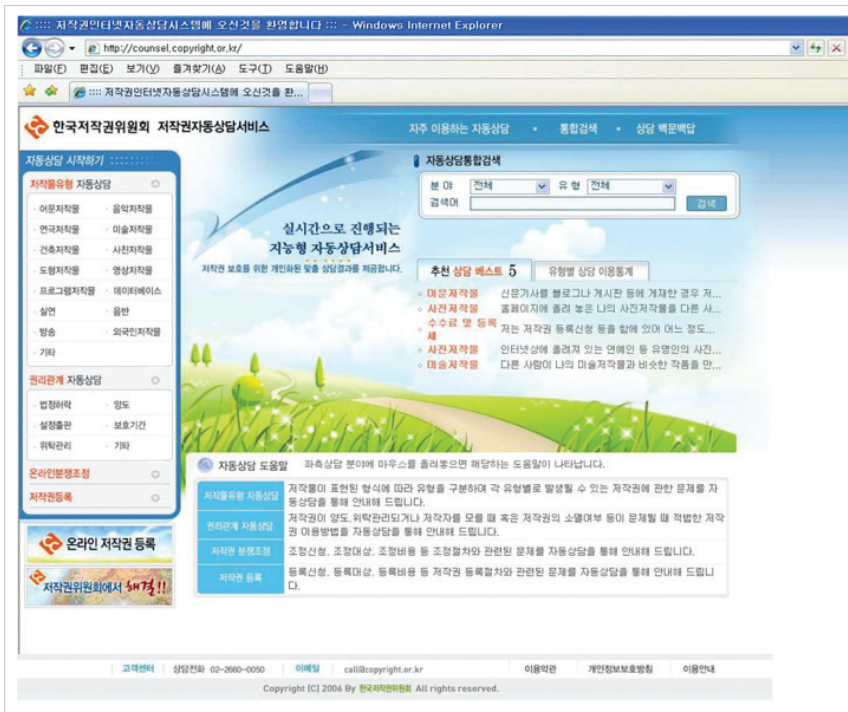 :::: 저작권인터넷자동상담시스템에 오신것을 환영합니다 ::: - Windows Internet Explorer
http://counsel.copyright.or.kr/
파일(F) 편집(E) 보기(V) 즐겨찾기(A) 도구(T) 도움말(H)
:::: 저작권인터넷자동상담시스템에 오신것을 환...
한국저작권위원회 저작권자동상담서비스
자주 이용하는 자동상담 통합검색 상담 백문백답
자동상담 시작하기 ::::::::::
저작물유형 자동상담
어문저작물 음악저작물
연극저작물 미술저작물
건축저작물 사진저작물
도형저작물 영상저작물
프로그램저작물 데이터베이스
실연 음반
방송 외국인저작물
기타
권리관계 자동상담
법정허락 양도
설정출판 보호기간
위탁관리 기타
온라인분쟁조정
저작권등록
온라인 저작권 등록
저작권위원회에서 해결!!
실시간으로 진행되는
지능형 자동상담서비스
저작권 보호를 위한 개인화된 맞춤 상담결과를 제공합니다.
자동상담통합검색
분 야 전체 유 형 전체
검색어 검색
추천 상담 베스트 5 유형별 상담 이용통계
어문저작물 신문기사를 블로그나 게시판 등에 게재한 경우 저...
사진저작물 홈페이지에 올려 놓은 나의 사진저작물을 다른 사...
수수료 및 등록세 저는 저작권 등록신청 등을 함에 있어 어느 정도...
사진저작물 인터넷상에 올려져 있는 연예인 등 유명인의 사진...
미술저작물 다른 사람이 나의 미술저작물과 비슷한 작품을 만...
자동상담 도움말 좌측상담 분야에 마우스를 올려놓으면 해당하는 도움말이 나타납니다.
저작물유형 자동상담 저작물이 표현된 형식에 따라 유형을 구분하여 각 유형별로 발생될 수 있는 저작권에 관한 문제를 자
동상담을 통해 안내해 드립니다.
권리관계 자동상담 저작권이 양도,위탁관리되거나 저작자를 모를 때 혹은 저작권의 소멸여부 등이 문제될 때 적법한 저작
권 이용방법을 자동상담을 통해 안내해 드립니다.
저작권 분쟁조정 조정신청, 조정대상, 조정비용 등 조정절차와 관련된 문제를 자동상담을 통해 안내해 드립니다.
저작권 등록 등록신청, 등록대상, 등록비용 등 저작권 등록절차와 관련된 문제를 자동상담을 통해 안내해 드립니
다.
고객센터 상담전화 02-2660-0050 이메일 call@copyright.or.kr 이용약관 개인정보보호방침 이용안내
Copyright (C) 2006 By 한국저작권위원회 All rights reserved.